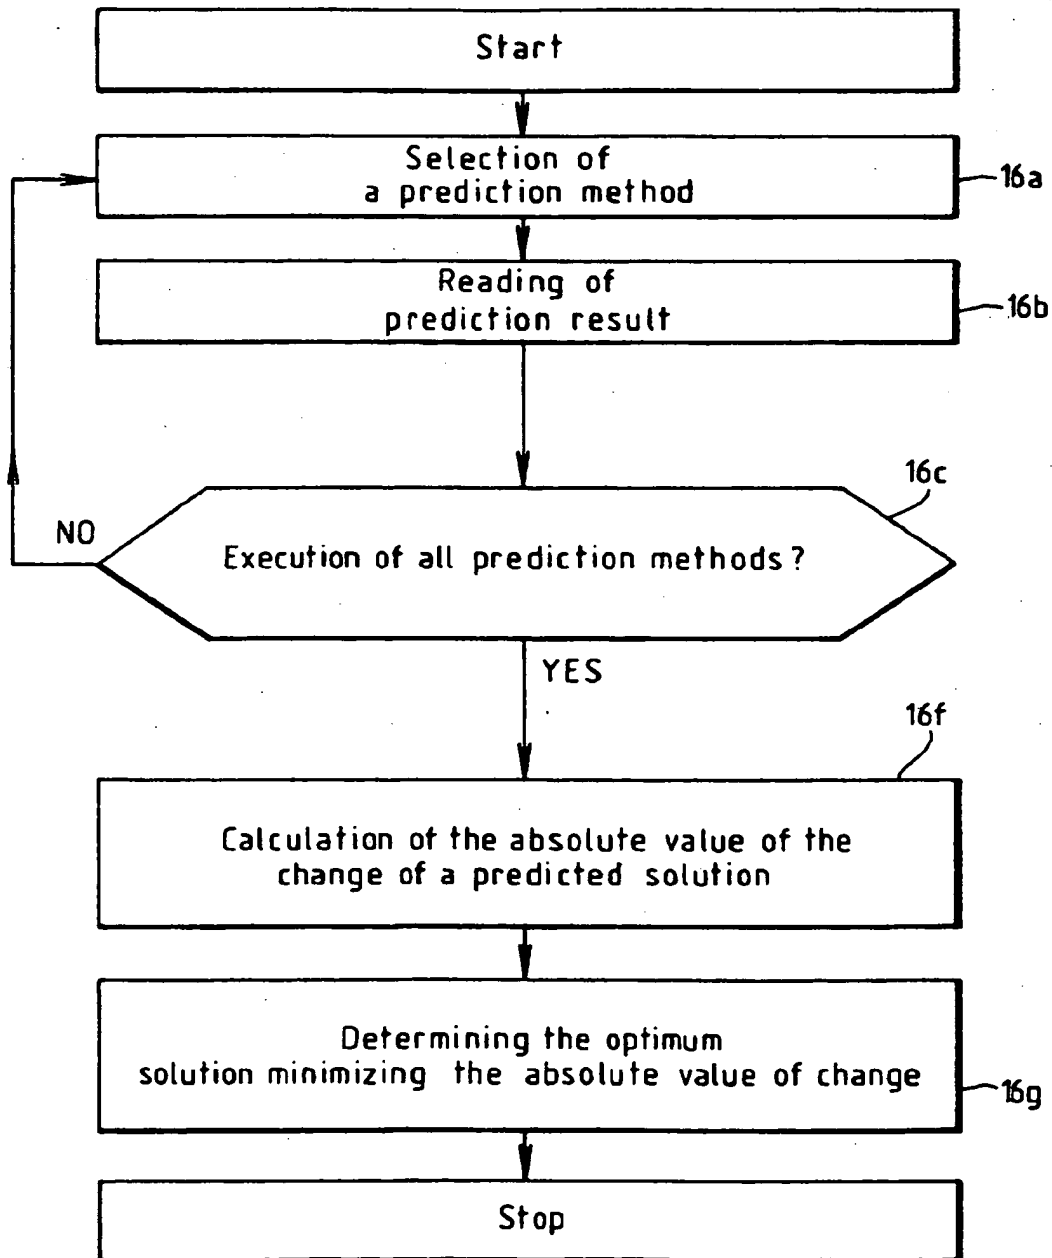 Start
Selection of
a prediction method
16a
Reading of
prediction result
16b
16c
NO
Execution of all prediction methods?
YES
16f
Calculation of the absolute value of the
change of a predicted solution
Determining the optimum
solution minimizing the absolute value of change
16g
Stop